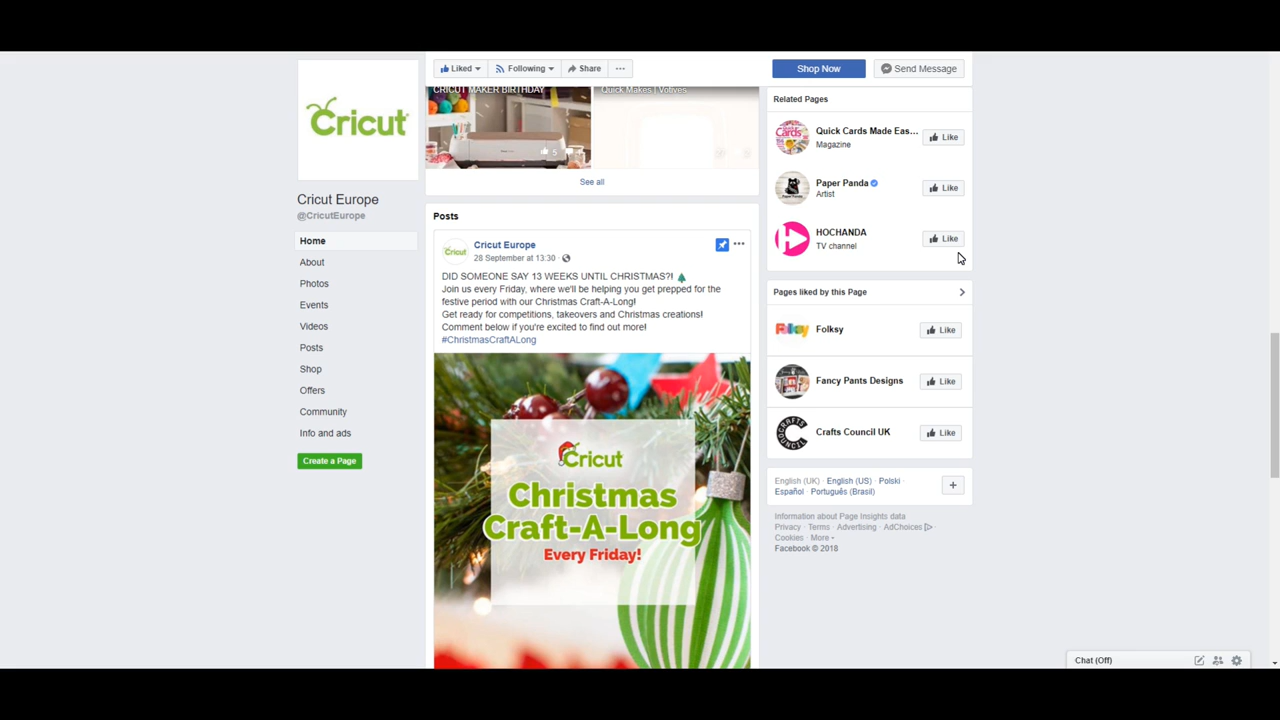 Cricut
Cricut Europe
@CricutEurope
Home
About
Photos
Events
Videos
Posts
Shop
Offers
Community
Info and ads
Create a Page
Liked
Following
Share
Shop Now
Send Message
CRICUT MAKER BIRTHDAY
Quick Makes | Votives
5
See all
Posts
Cricut
Cricut Europe
28 September at 13:30 ·
DID SOMEONE SAY 13 WEEKS UNTIL CHRISTMAS?!
Join us every Friday, where we'll be helping you get prepped for the
festive period with our Christmas Craft-A-Long!
Get ready for competitions, takeovers and Christmas creations!
Comment below if you're excited to find out more!
#ChristmasCraftALong
Cricut
Christmas
Craft-A-Long
Every Friday!
Related Pages
Quick Cards Made Eas...
Magazine
Like
Paper Panda
Artist
Like
HOCHANDA
TV channel
Like
Pages liked by this Page
Folksy
Folksy
Like
Fancy Pants Designs
Like
CRAFTS COUNCIL
Crafts Council UK
Like
English (UK) · English (US) · Polski ·
Español · Português (Brasil)
Information about Page Insights data
Privacy · Terms · Advertising · AdChoices ·
Cookies · More
Facebook © 2018
Chat (Off)